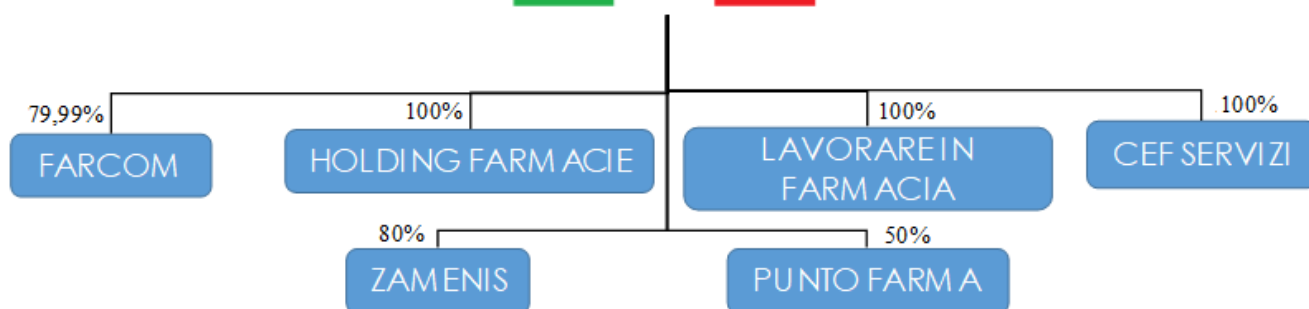 79,99%
FARCOM
100%
HOLDING FARMACIE
100%
LAVORARE IN
FARMACIA
100%
CEF SERVIZI
80%
ZAMENIS
50%
PUNTO FARMA